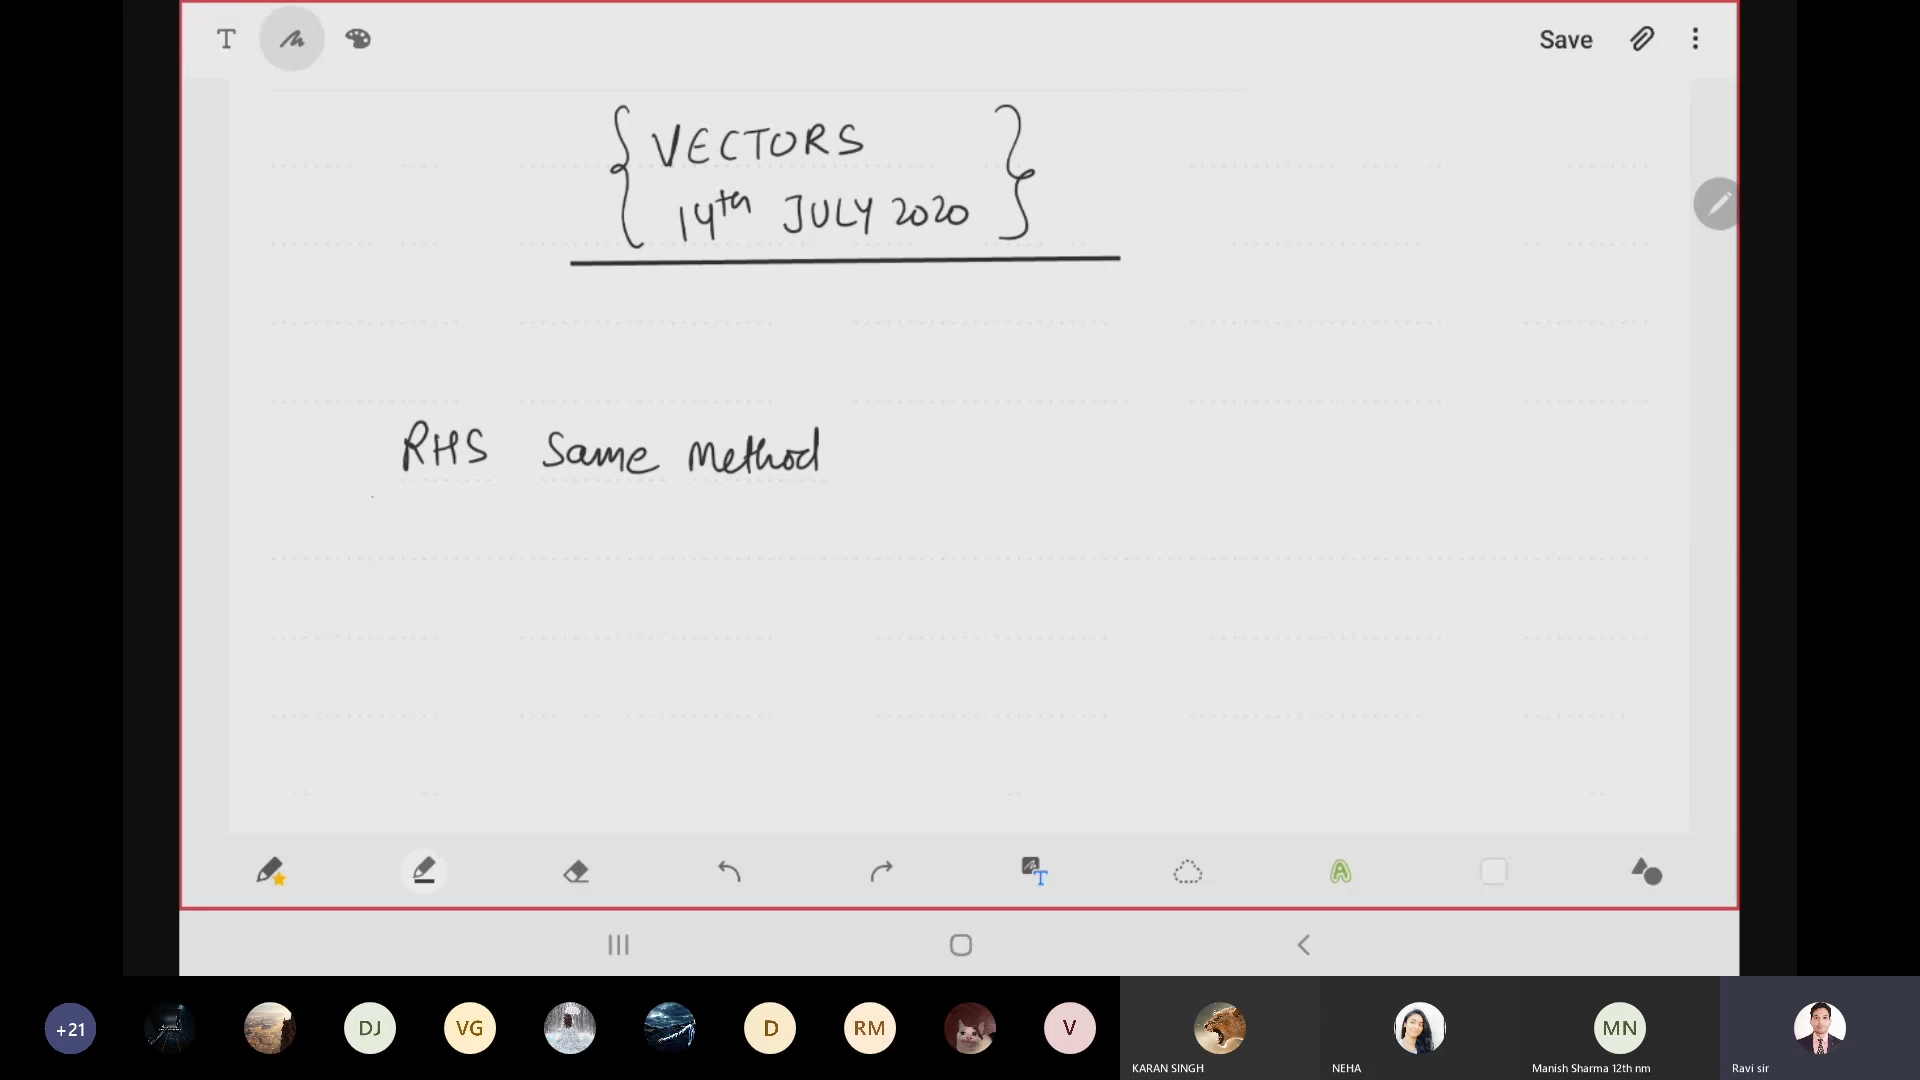 Save
{ VECTORS }
14th JULY 2020
RHS Same Method
T
A
+21
DJ
VG
D
RM
V
MN
KARAN SINGH
NEHA
Manish Sharma 12th nm
Ravi sir